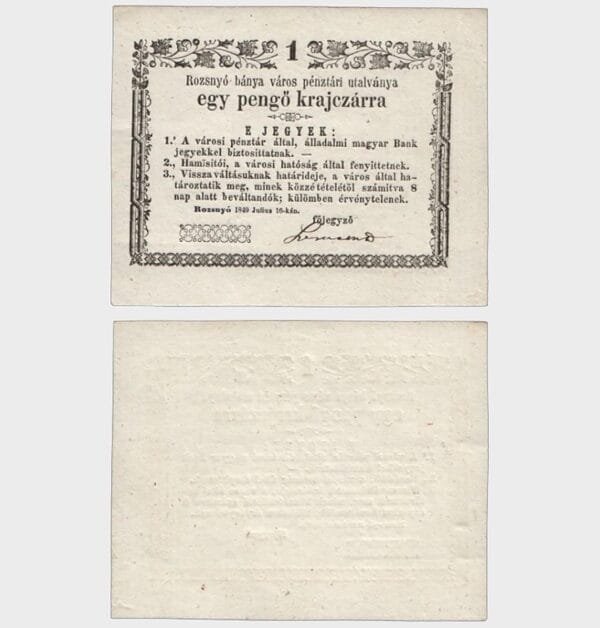 1
Rozsnyó bánya város pénztári utalványa
egy pengő krajczárra
E JEGYEK:
1.' A városi pénztár által, álladalmi magyar Bank
jegyekkel biztosittatnak. —
2., Hamisitói, a városi hatóság által fenyittetnek.
3., Visszaváltásuknak határideje, a város által ha-
tároztatik meg, minek közzétételétöl számitva 8
nap alatt beváltandók; külömben érvénytelenek.
Rozsnyó 1849 Julius 16-kán.
főjegyző